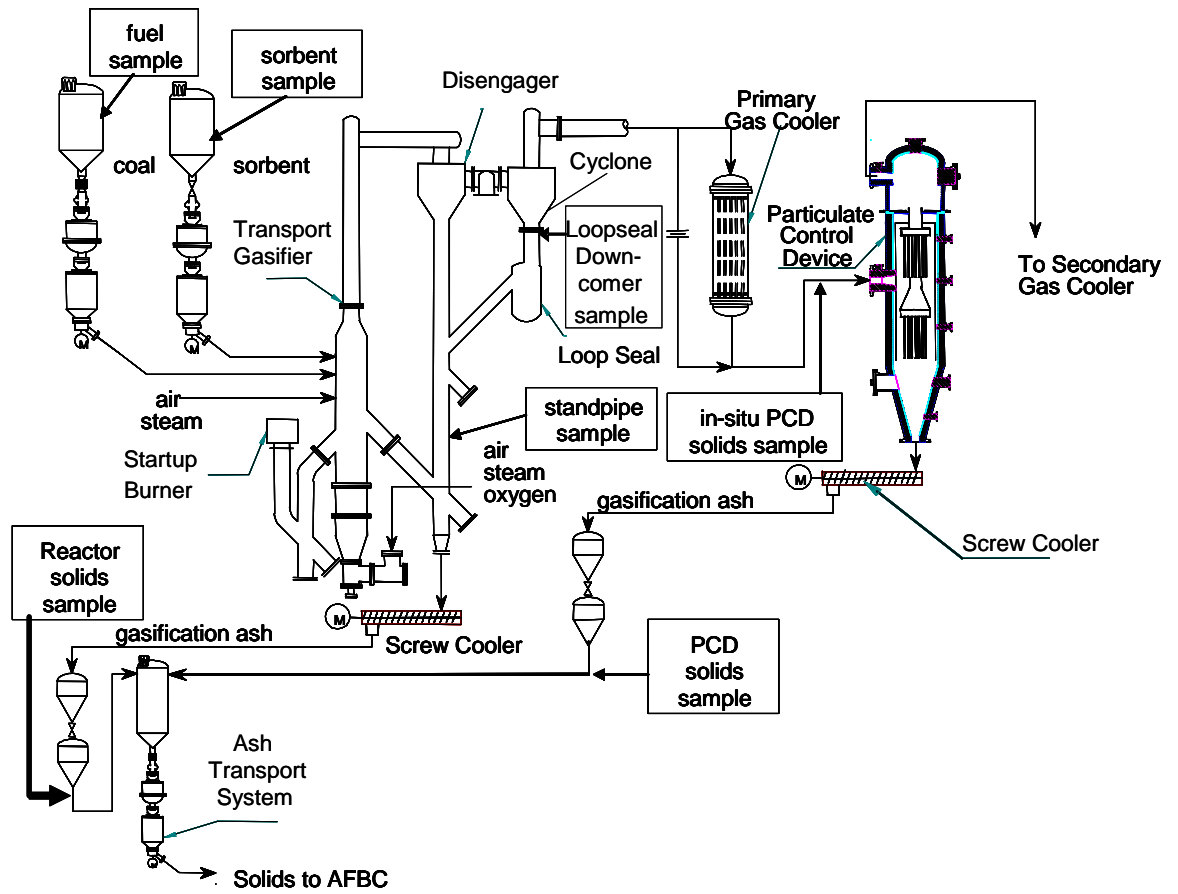 fuel
sample
sorbent
sample
Disengager
Primary
Gas Cooler
coal
sorbent
Cyclone
Transport
Gasifier
Loopseal
Down-
comer
sample
Particulate
Control
Device
To Secondary
Gas Cooler
Loop Seal
air
steam
standpipe
sample
in-situ PCD
solids sample
Startup
Burner
air
steam
oxygen
M
M
M
gasification ash
Screw Cooler
Reactor
solids
sample
M
gasification ash
Screw Cooler
PCD
solids
sample
Ash
Transport
System
M
Solids to AFBC